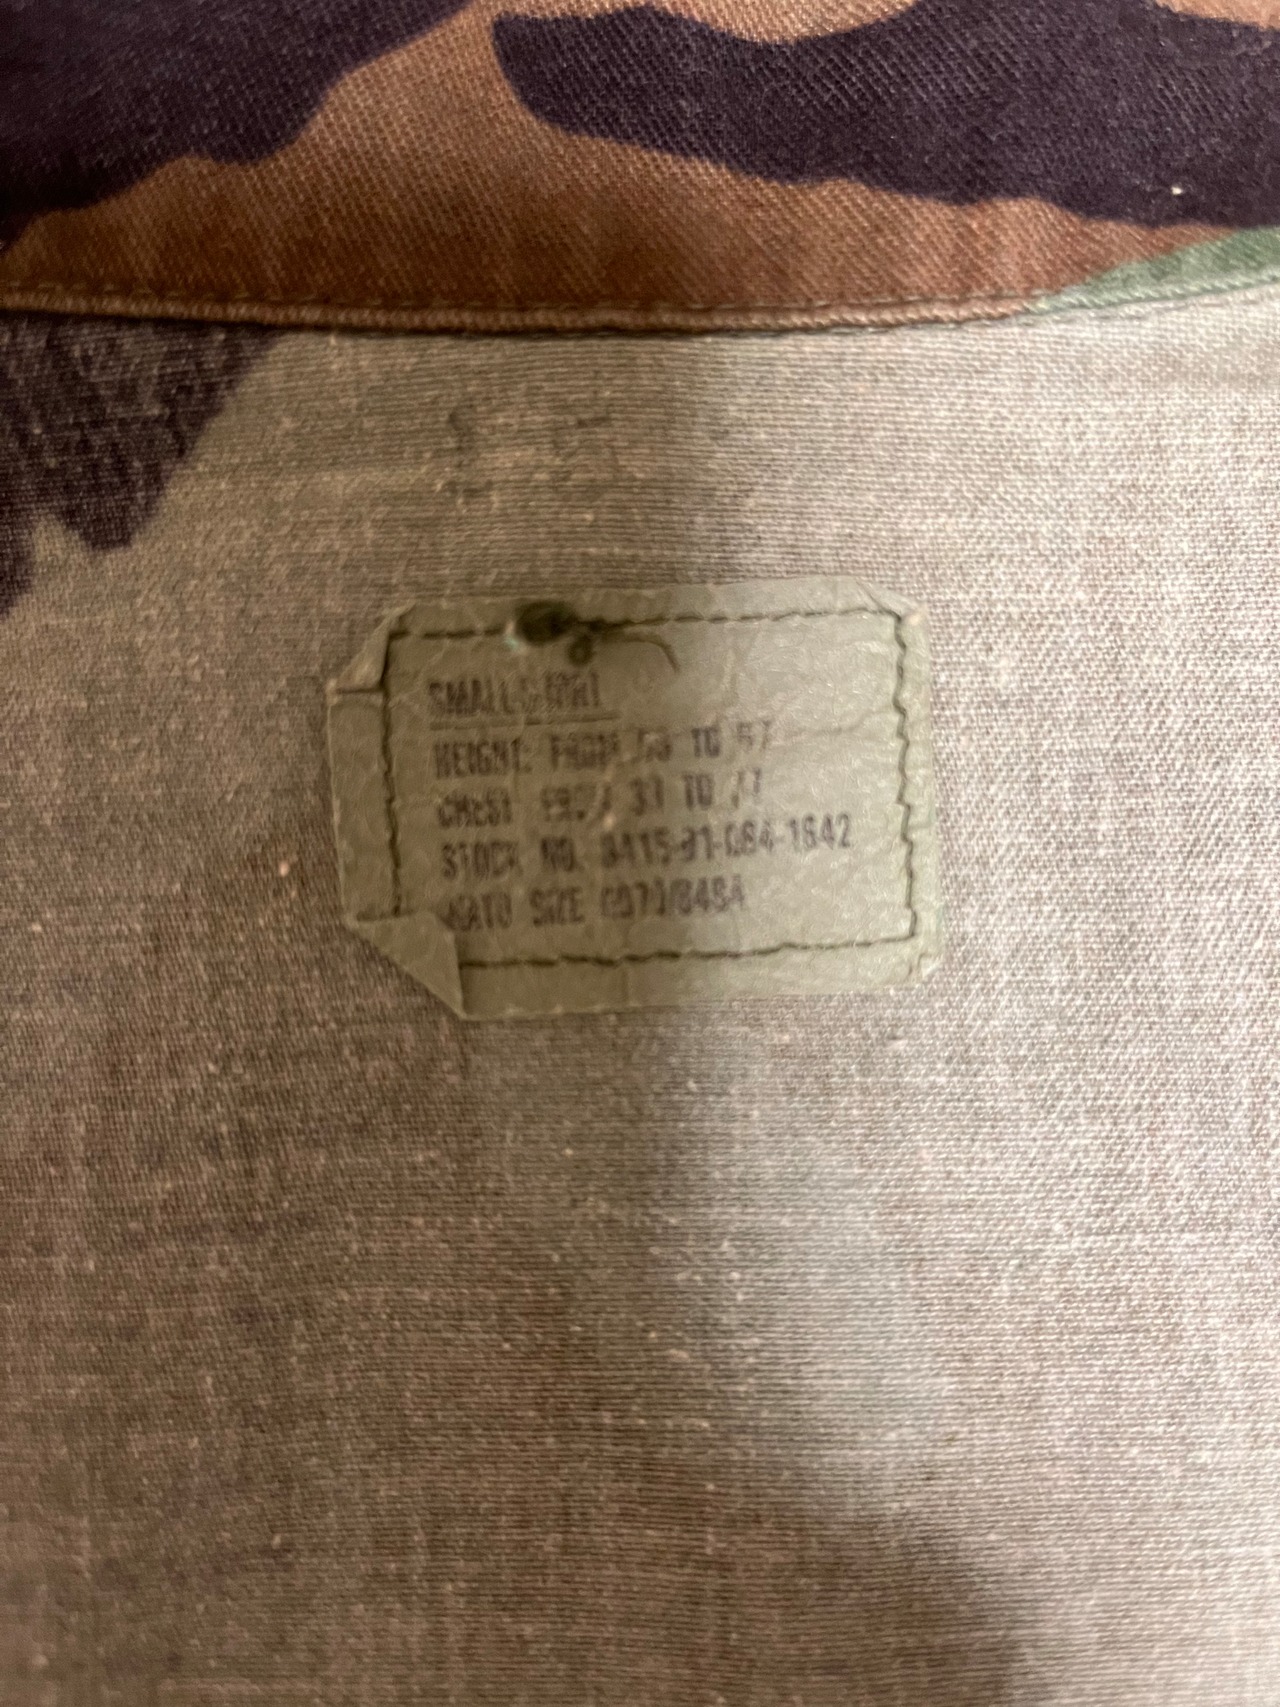 SMALL-SHORT
HEIGHT: FROM TO 67
CHEST FROM 33 TO 37
STOCK NO. 8415-01-084-1642
NATO SIZE